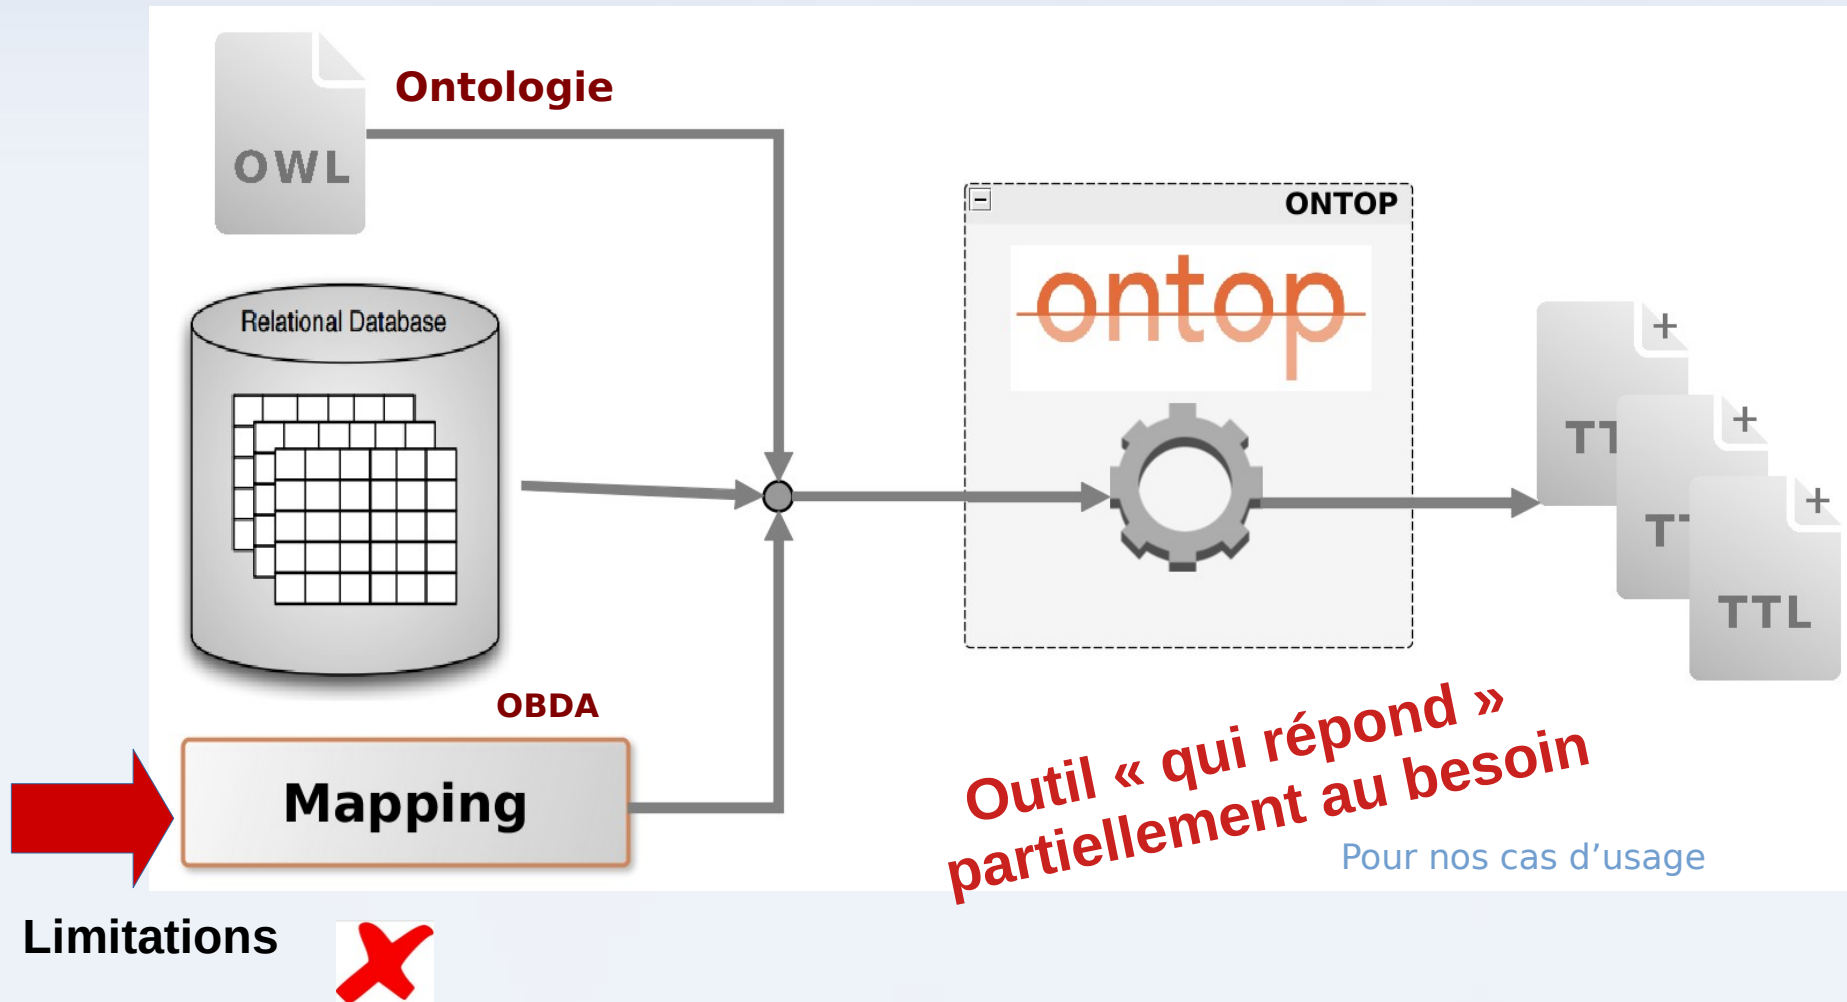 Ontologie
OWL
ONTOP
ontop
Relational Database
+
TT
+
T
+
TTL
OBDA
Mapping
Outil « qui répond »
partiellement au besoin
Pour nos cas d’usage
Limitations